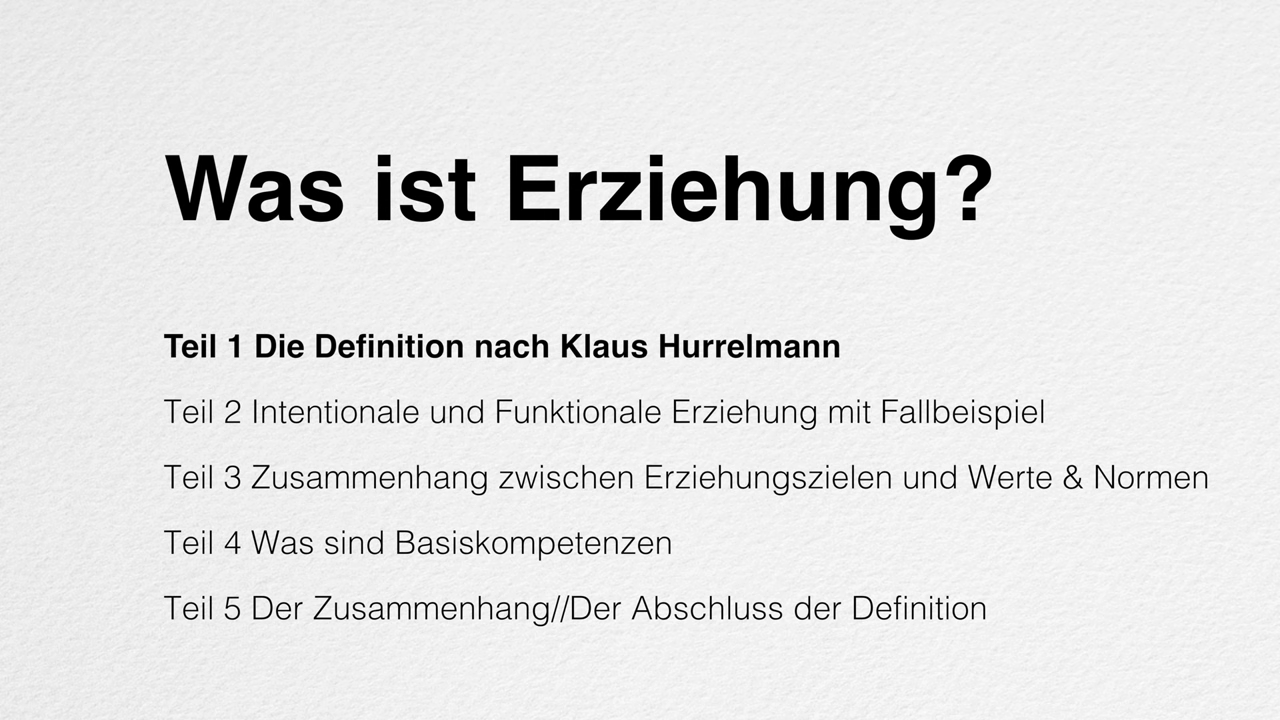 Was ist Erziehung?
Teil 1 Die Definition nach Klaus Hurrelmann
Teil 2 Intentionale und Funktionale Erziehung mit Fallbeispiel
Teil 3 Zusammenhang zwischen Erziehungszielen und Werte & Normen
Teil 4 Was sind Basiskompetenzen
Teil 5 Der Zusammenhang//Der Abschluss der Definition